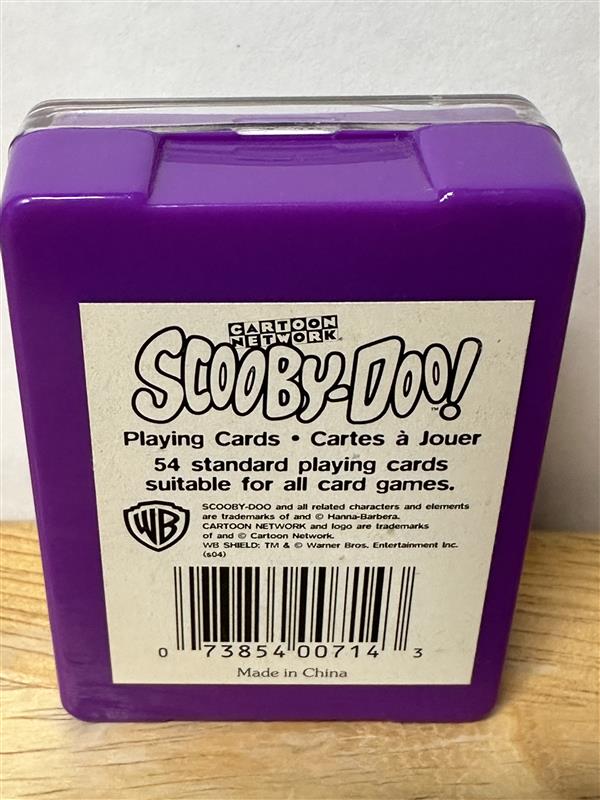 CARTOON
NETWORK.
SCOOBY-DOO!
TM
Playing Cards • Cartes à Jouer
54 standard playing cards
suitable for all card games.
WB
SCOOBY-DOO and all related characters and elements
are trademarks of and © Hanna-Barbera.
CARTOON NETWORK and logo are trademarks
of and © Cartoon Network.
WB SHIELD: TM & © Warner Bros. Entertainment Inc.
(s04)
0 73854 00714 3
Made in China